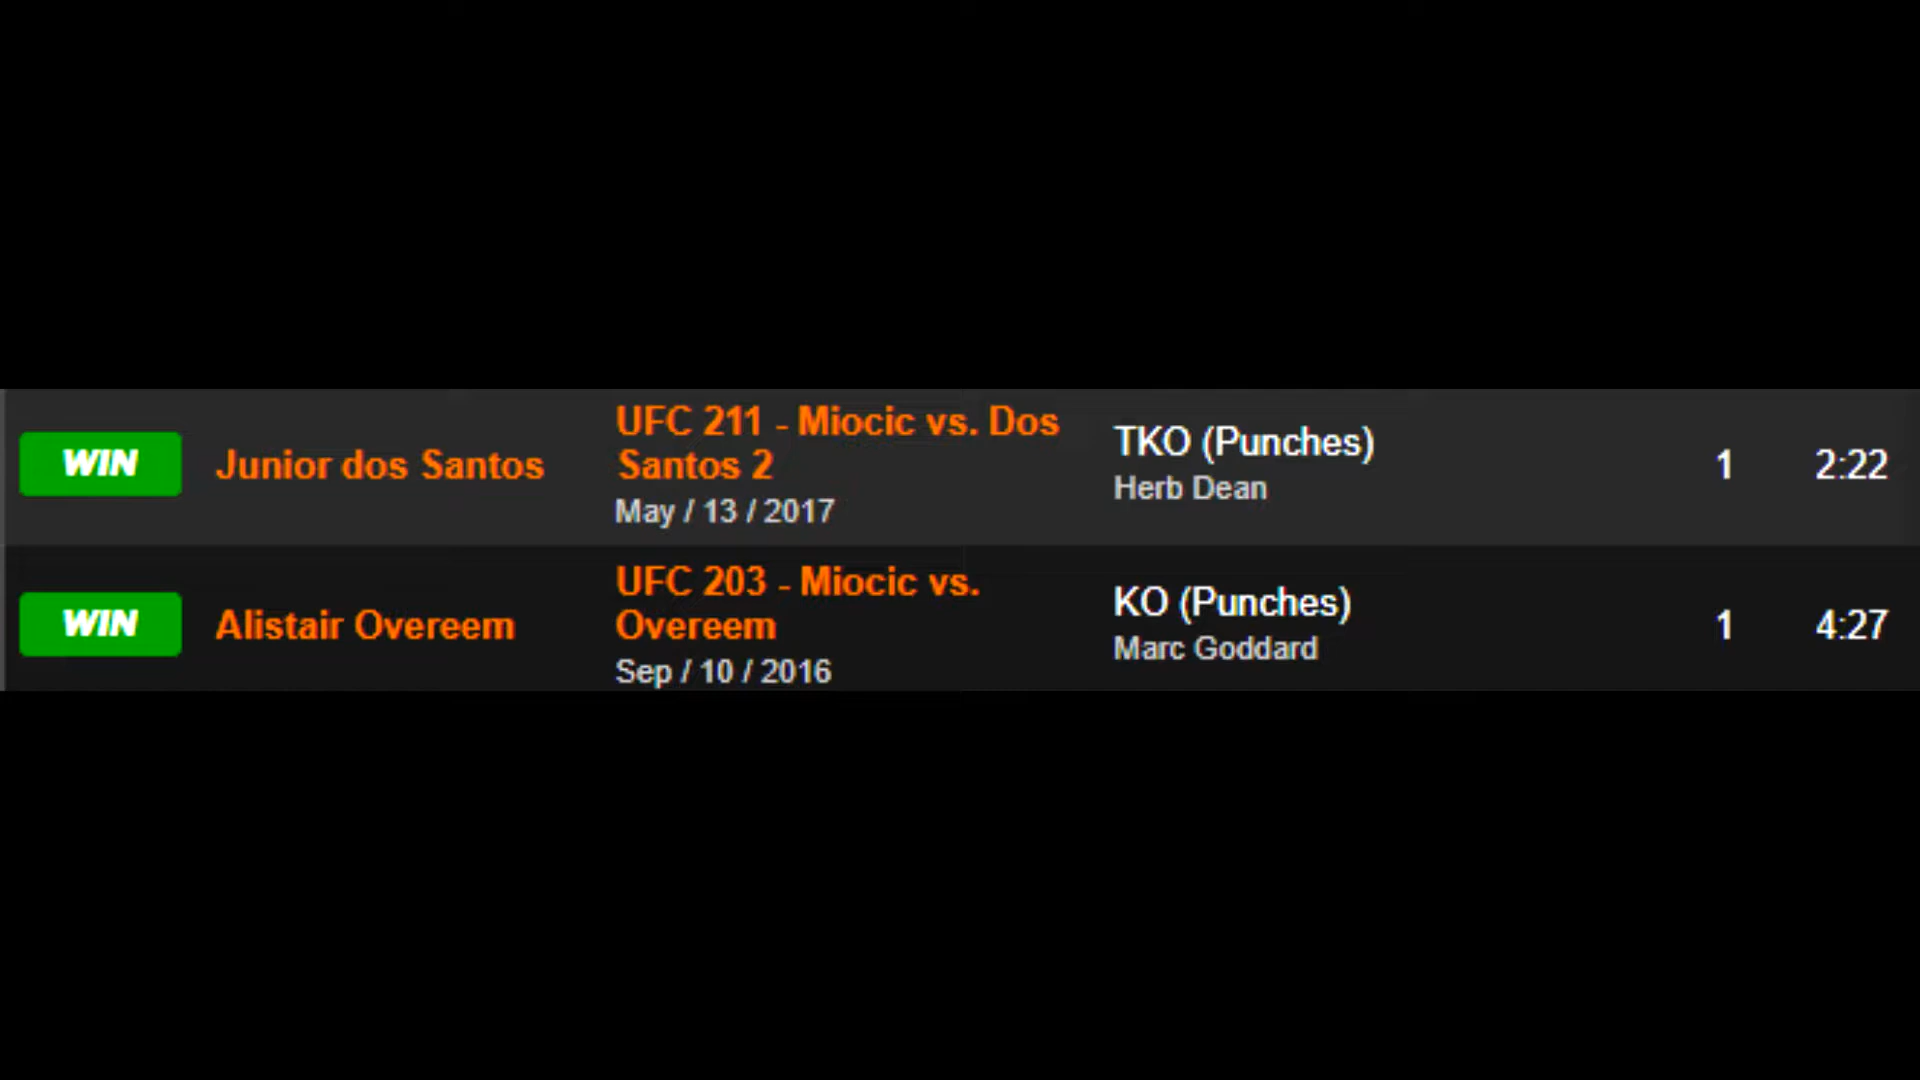 WIN
Junior dos Santos
UFC 211 - Miocic vs. Dos
Santos 2
May / 13 / 2017
TKO (Punches)
Herb Dean
1
2:22
WIN
Alistair Overeem
UFC 203 - Miocic vs.
Overeem
Sep / 10 / 2016
KO (Punches)
Marc Goddard
1
4:27